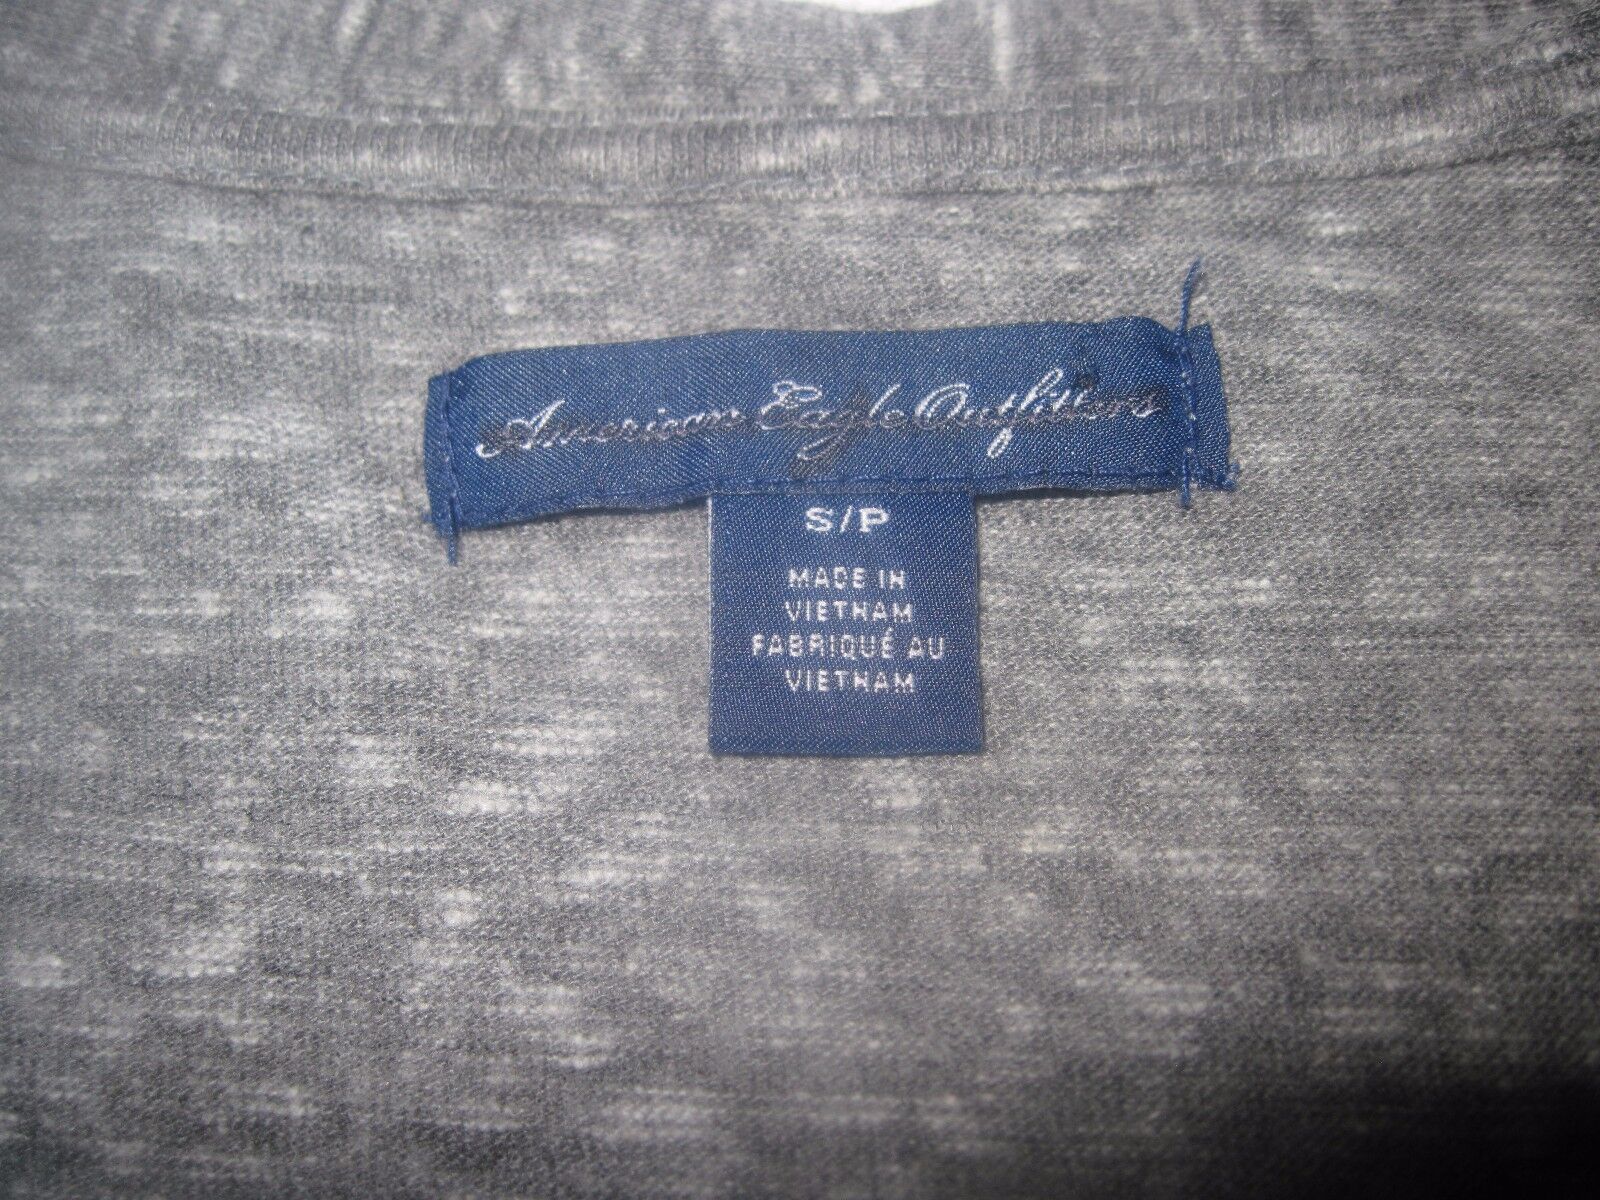 American Eagle Outfitters
S/P
MADE IN
VIETNAM
FABRIQUÉ AU
VIETNAM